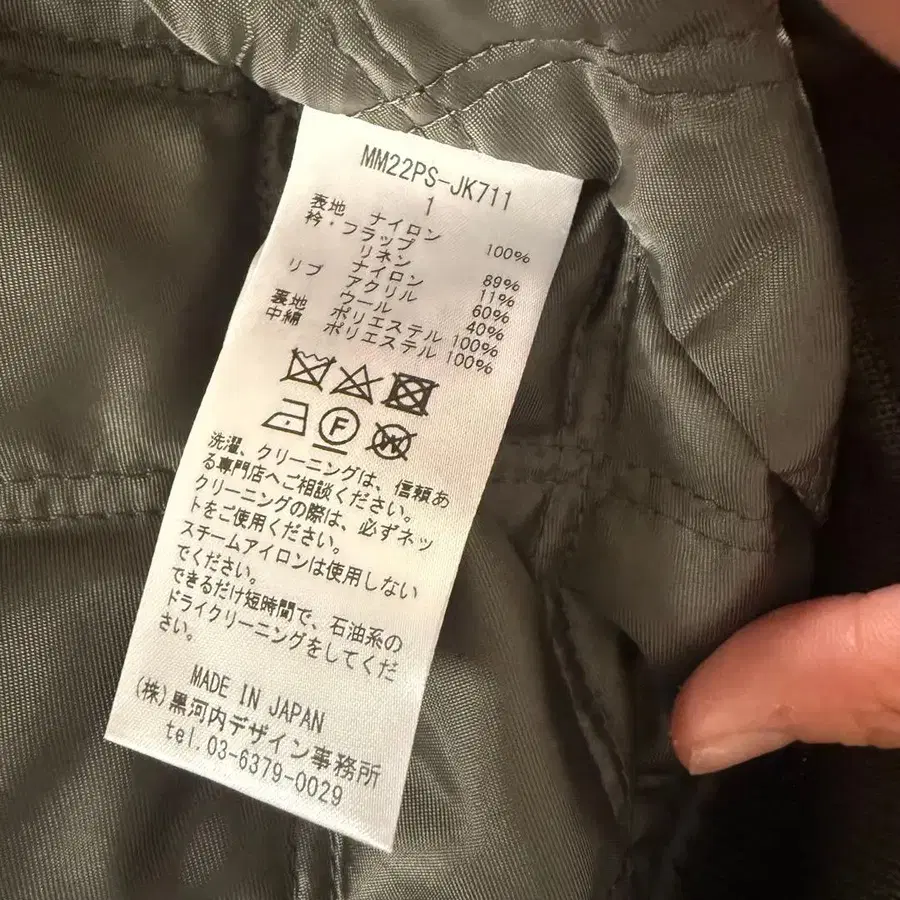 MM22PS-JK711
1
表地 ナイロン 100%
衿・フラップ
リネン 89%
ナイロン 11%
リブ アクリル 60%
ウール 40%
裏地 ポリエステル 100%
中綿 ポリエステル 100%
F
W
洗濯、クリーニングは、信頼あ
る専門店へご相談ください。
クリーニングの際は、必ずネッ
トをご使用ください。
スチームアイロンは使用しない
でください。
できるだけ短時間で、石油系の
ドライクリーニングをしてくだ
さい。
MADE IN JAPAN
(株)黒河内デザイン事務所
tel.03-6379-0029